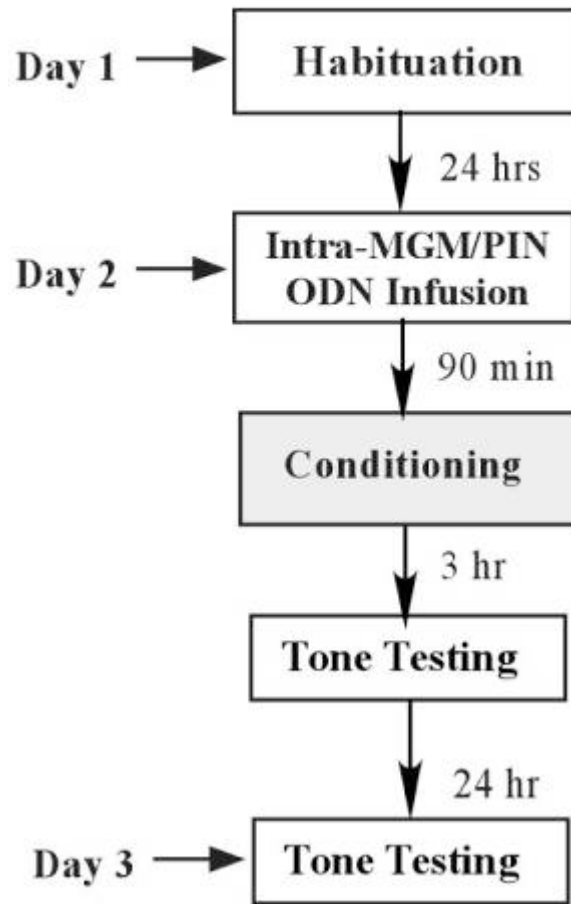 Day 1
Habituation
24 hrs
Day 2
Intra-MGM/PIN
ODN Infusion
90 min
Conditioning
3 hr
Tone Testing
24 hr
Day 3
Tone Testing